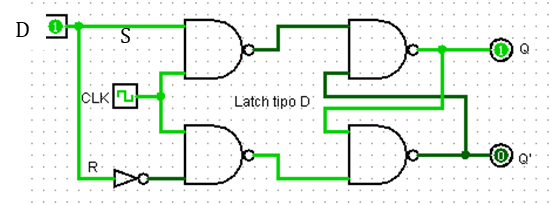 D 1 S
1 Q
CLK
Latch tipo D
R
0 Q'